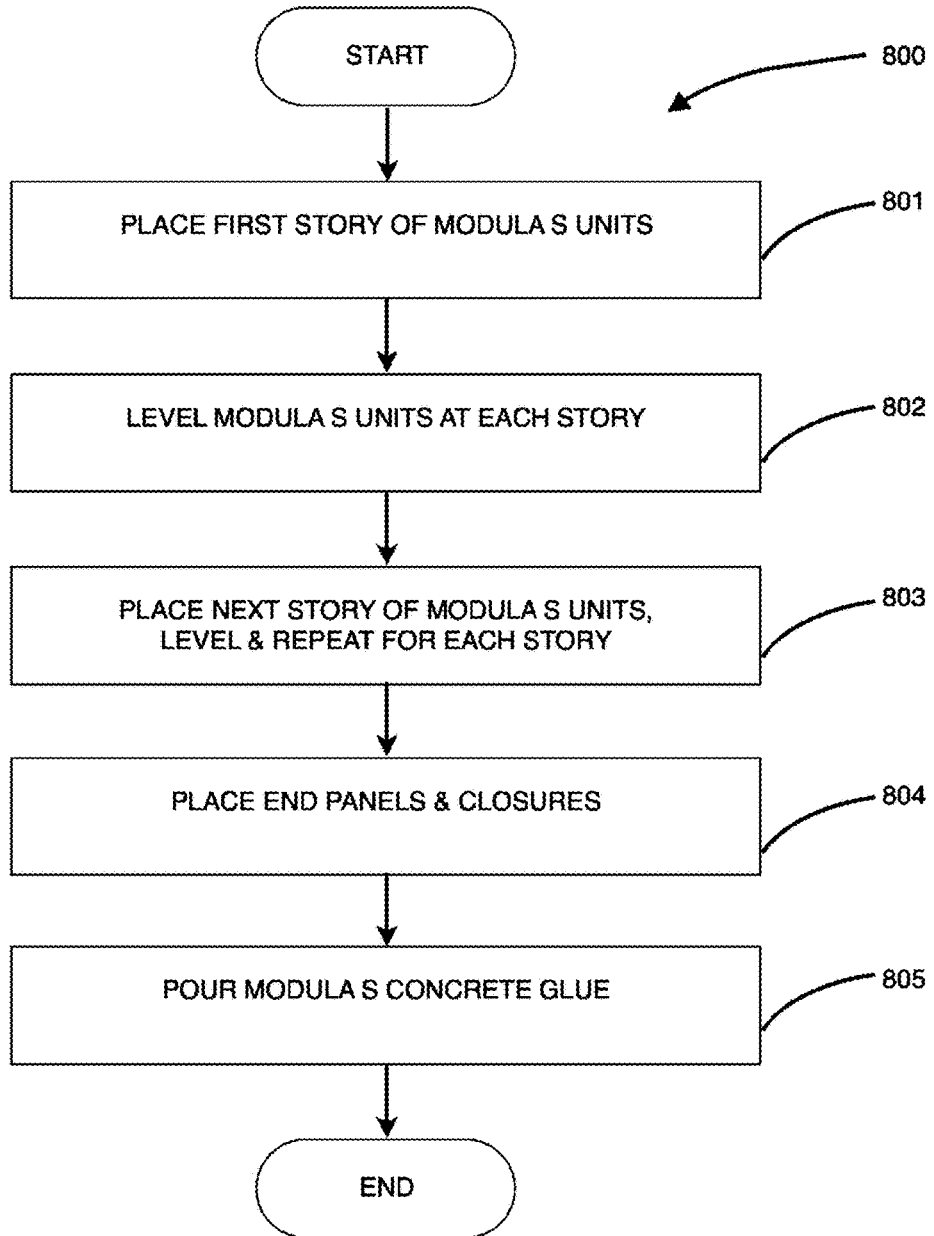 START
800
PLACE FIRST STORY OF MODULA S UNITS
801
LEVEL MODULA S UNITS AT EACH STORY
802
PLACE NEXT STORY OF MODULA S UNITS,
LEVEL & REPEAT FOR EACH STORY
803
PLACE END PANELS & CLOSURES
804
POUR MODULA S CONCRETE GLUE
805
END